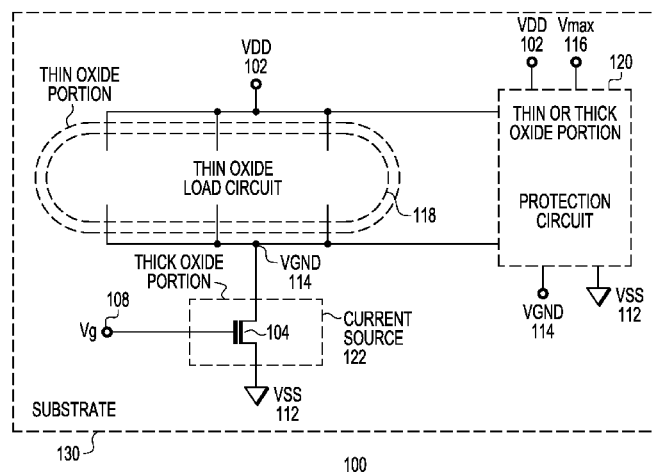 VDD
102
Vmax
116
VDD
102
120
THIN OXIDE
PORTION
THIN OR THICK
OXIDE PORTION
THIN OXIDE
LOAD CIRCUIT
PROTECTION
CIRCUIT
118
THICK OXIDE
PORTION
VGND
114
108
Vg
104
CURRENT
SOURCE
122
VGND
114
VSS
112
VSS
112
SUBSTRATE
130
100